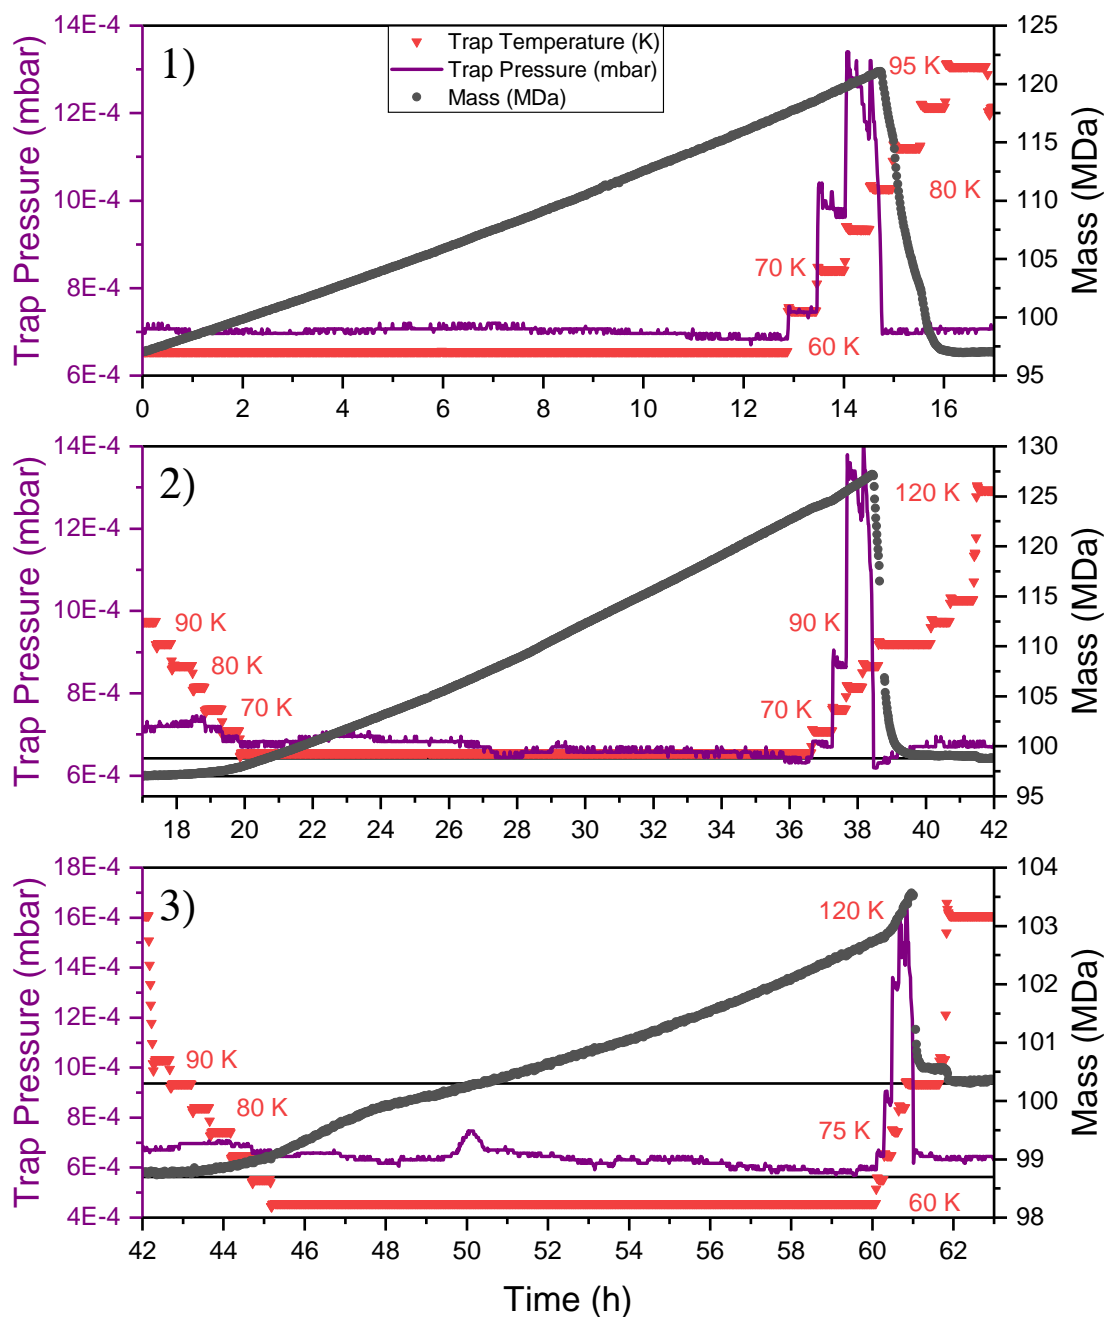 1)
Trap Temperature (K)
Trap Pressure (mbar)
Mass (MDa)
14E-4
12E-4
10E-4
8E-4
6E-4
Trap Pressure (mbar)
95 K
80 K
70 K
60 K
125
120
115
110
105
100
95
Mass (MDa)
0 2 4 6 8 10 12 14 16
2)
14E-4
12E-4
10E-4
8E-4
6E-4
Trap Pressure (mbar)
90 K
80 K
70 K
120 K
90 K
70 K
130
125
120
115
110
105
100
95
Mass (MDa)
18 20 22 24 26 28 30 32 34 36 38 40 42
3)
18E-4
16E-4
14E-4
12E-4
10E-4
8E-4
6E-4
4E-4
Trap Pressure (mbar)
90 K
80 K
120 K
75 K
60 K
104
103
102
101
100
99
98
Mass (MDa)
42 44 46 48 50 52 54 56 58 60 62
Time (h)